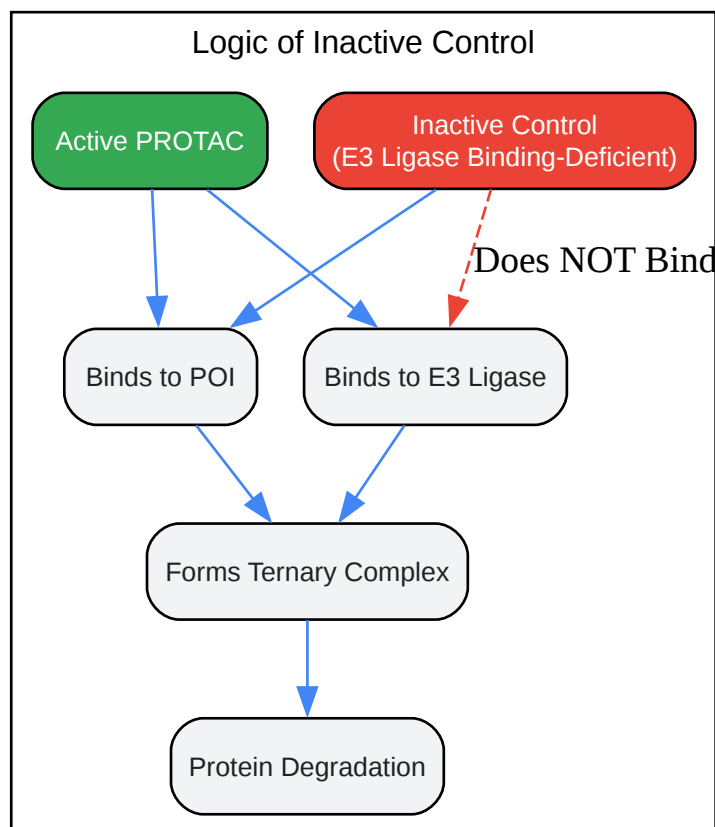 Logic of Inactive Control
Active PROTAC
Inactive Control
(E3 Ligase Binding-Deficient)
Does NOT Bind
Binds to POI
Binds to E3 Ligase
Forms Ternary Complex
Protein Degradation